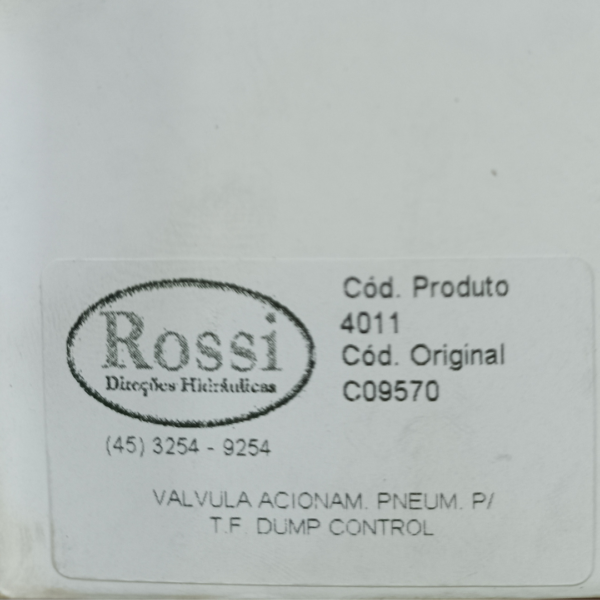 Rossi
Direções Hidráulicas
(45) 3254 - 9254
Cód. Produto
4011
Cód. Original
C09570
VALVULA ACIONAM. PNEUM. P/
T.F. DUMP CONTROL